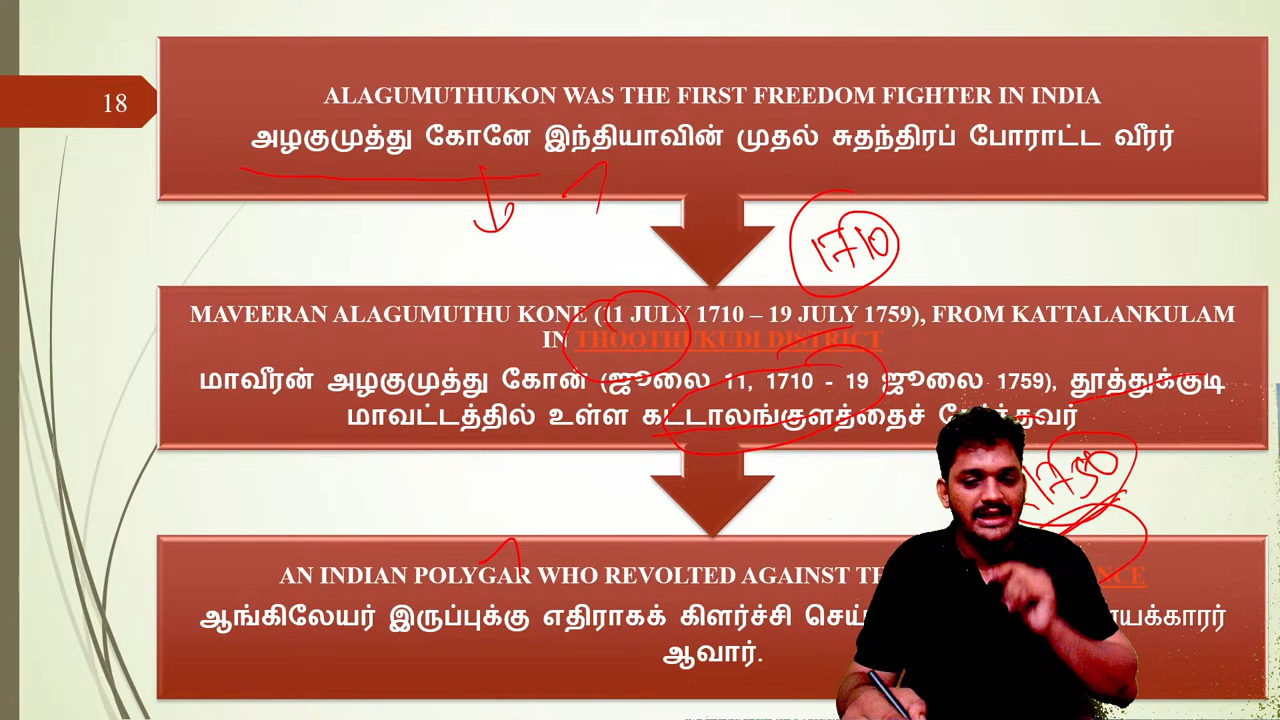 18
ALAGUMUTHUKON WAS THE FIRST FREEDOM FIGHTER IN INDIA
அழகுமுத்து கோனே இந்தியாவின் முதல் சுதந்திரப் போராட்ட வீரர்
1710
MAVEERAN ALAGUMUTHU KONE (11 JULY 1710 – 19 JULY 1759), FROM KATTALANKULAM
IN THOOTHUKUDI DISTRICT
மாவீரன் அழகுமுத்து கோன் (ஜூலை 11, 1710 - 19 ஜூலை 1759), தூத்துக்குடி
மாவட்டத்தில் உள்ள கட்டாலங்குளத்தைச்
1750
AN INDIAN POLYGAR WHO REVOLTED AGAINST
ஆங்கிலேயர் இருப்புக்கு எதிராகக் கிளர்ச்சி
ஆவார்.